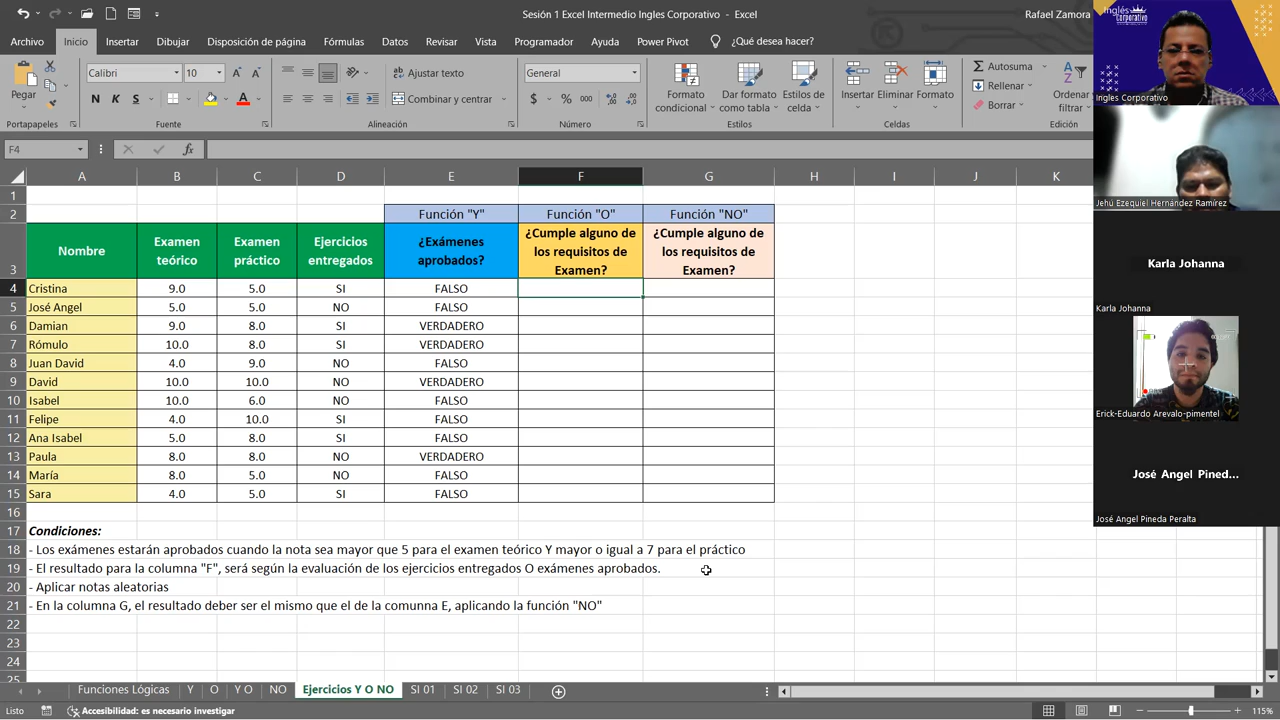 Sesión 1 Excel Intermedio Ingles Corporativo - Excel
Rafael Zamora
Archivo Inicio Insertar Dibujar Disposición de página Fórmulas Datos Revisar Vista Programador Ayuda Power Pivot ¿Qué desea hacer?
Pegar
Calibri 10
N K S
Ajustar texto
Combinar y centrar
General
$ % 000
Formato condicional
Dar formato como tabla
Estilos de celda
Insertar Eliminar Formato
Autosuma
Rellenar
Borrar
Ordenar filtrar
Portapapeles Fuente Alineación Número Estilos Celdas Edición
F4
A B C D E F G H I J K
1
2 Función "Y" Función "O" Función "NO"
3 Nombre Examen teórico Examen práctico Ejercicios entregados ¿Exámenes aprobados? ¿Cumple alguno de los requisitos de Examen? ¿Cumple alguno de los requisitos de Examen?
4 Cristina 9.0 5.0 SI FALSO
5 José Angel 5.0 5.0 NO FALSO
6 Damian 9.0 8.0 SI VERDADERO
7 Rómulo 10.0 8.0 SI VERDADERO
8 Juan David 4.0 9.0 NO FALSO
9 David 10.0 10.0 NO VERDADERO
10 Isabel 10.0 6.0 NO FALSO
11 Felipe 4.0 10.0 SI FALSO
12 Ana Isabel 5.0 8.0 SI FALSO
13 Paula 8.0 8.0 NO VERDADERO
14 María 8.0 5.0 NO FALSO
15 Sara 4.0 5.0 SI FALSO
16
17 Condiciones:
18 - Los exámenes estarán aprobados cuando la nota sea mayor que 5 para el examen teórico Y mayor o igual a 7 para el práctico
19 - El resultado para la columna "F", será según la evaluación de los ejercicios entregados O exámenes aprobados.
20 - Aplicar notas aleatorias
21 - En la columna G, el resultado deber ser el mismo que el de la comunna E, aplicando la función "NO"
22
23
24
25
Funciones Lógicas Y O Y O NO Ejercicios Y O NO SI 01 SI 02 SI 03
Listo Accesibilidad: es necesario investigar 115%
Inglés Corporativo
Ingles Corporativo
Jehú Ezequiel Hernández Ramírez
Karla Johanna
Karla Johanna
Erick-Eduardo Arevalo-pimentel
José Angel Pined...
José Angel Pineda Peralta